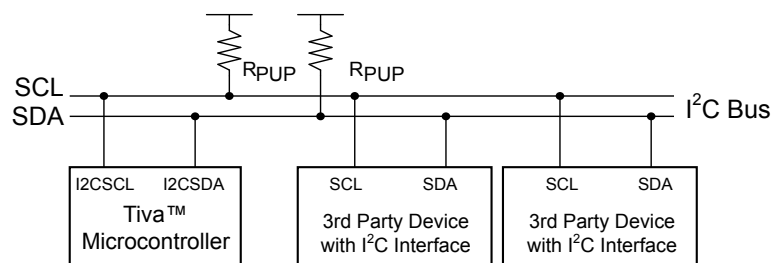 RPUP
RPUP
SCL
SDA
I²C Bus
I2CSCL I2CSDA
Tiva™
Microcontroller
SCL SDA
3rd Party Device
with I²C Interface
SCL SDA
3rd Party Device
with I²C Interface